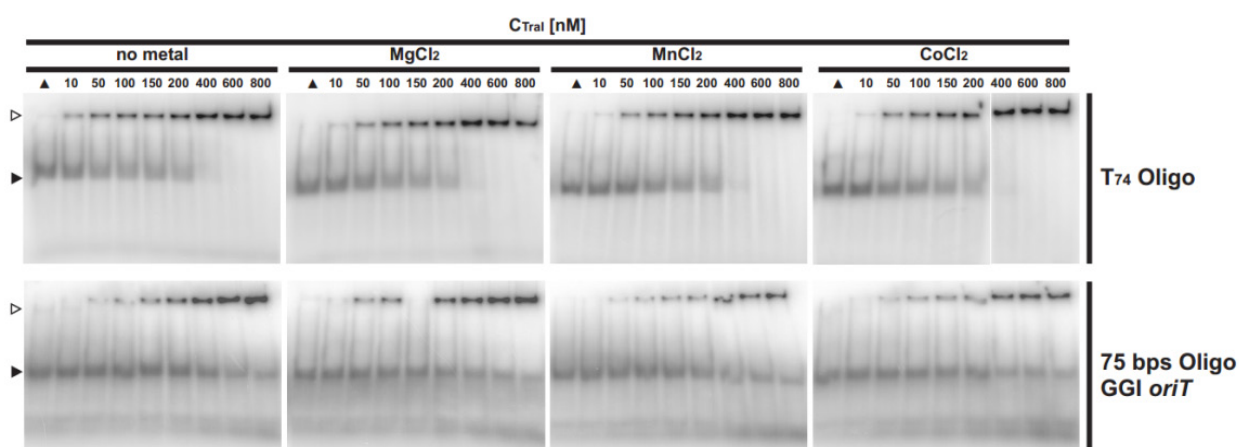 CTraI [nM]
no metal MgCl2 MnCl2 CoCl2
▲ 10 50 100 150 200 400 600 800 ▲ 10 50 100 150 200 400 600 800 ▲ 10 50 100 150 200 400 600 800 ▲ 10 50 100 150 200 400 600 800
T74 Oligo
75 bps Oligo
GGI oriT